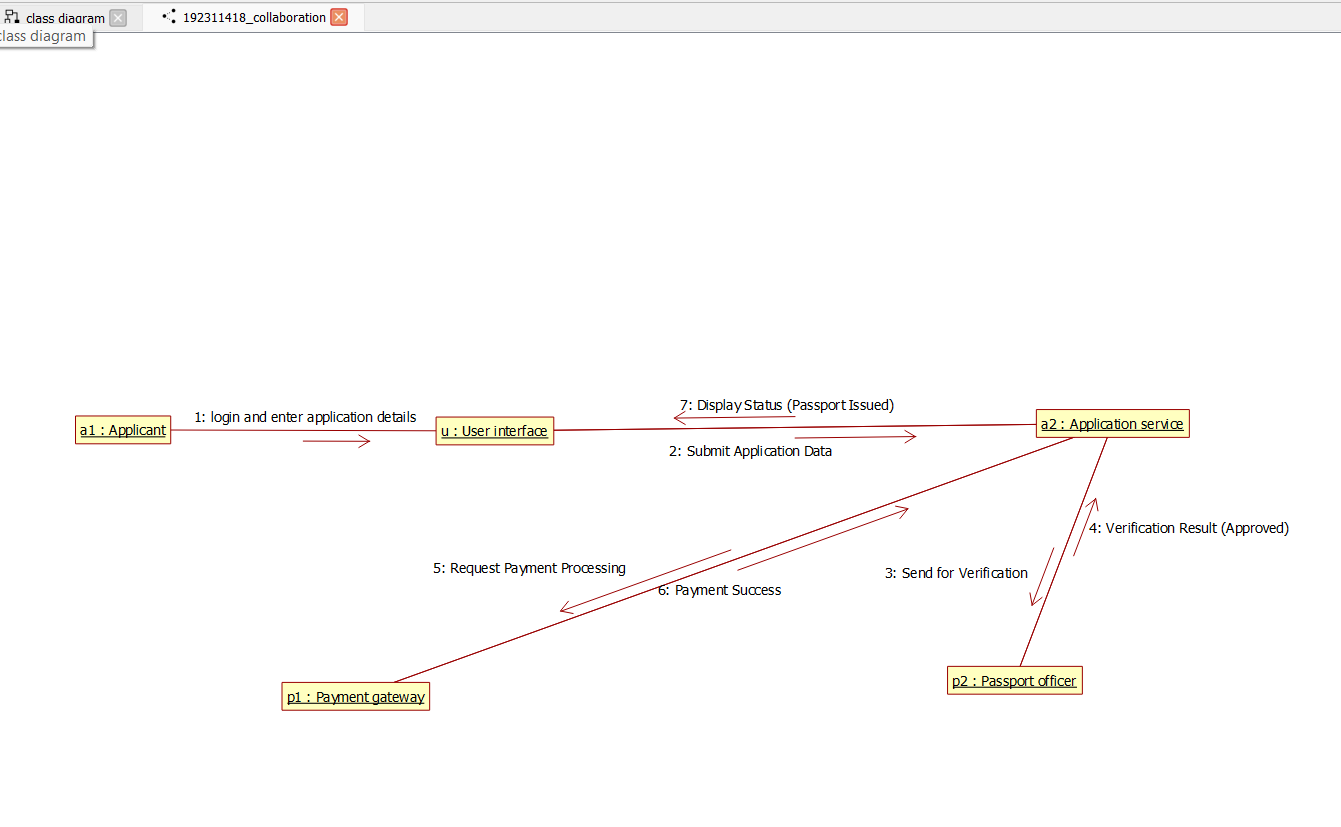 class diagram
192311418_collaboration
class diagram
7: Display Status (Passport Issued)
1: login and enter application details
a1 : Applicant
u : User interface
a2 : Application service
2: Submit Application Data
4: Verification Result (Approved)
5: Request Payment Processing
3: Send for Verification
6: Payment Success
p2 : Passport officer
p1 : Payment gateway